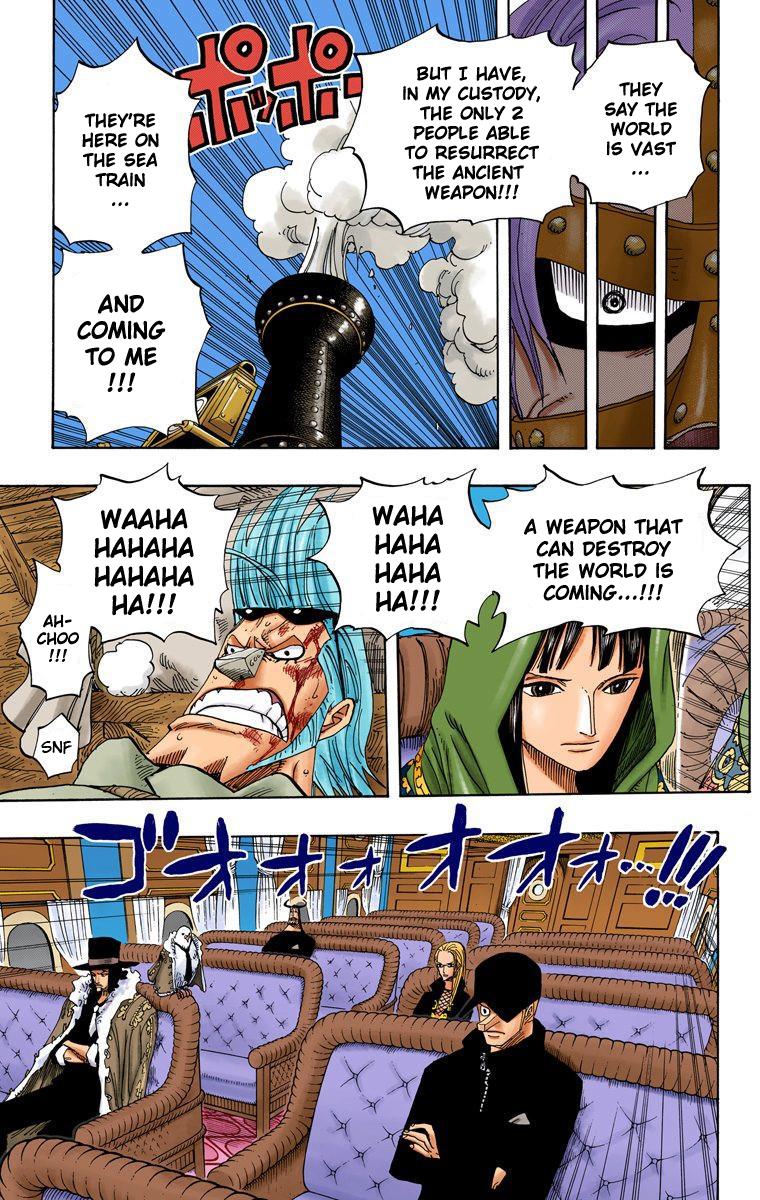 THEY
SAY THE
WORLD
IS VAST
...
BUT I HAVE,
IN MY CUSTODY,
THE ONLY 2
PEOPLE ABLE
TO RESURRECT
THE ANCIENT
WEAPON!!!
ポッポー
THEY'RE
HERE ON
THE SEA
TRAIN
...
AND
COMING
TO ME
!!!
A WEAPON THAT
CAN DESTROY
THE WORLD IS
COMING...!!!
WAHA
HAHA
HAHA
HA!!!
WAAHA
HAHAHA
HAHAHA
HA!!!
AH-
CHOO
!!!
SNF
ゴオオォオオォ…!!!